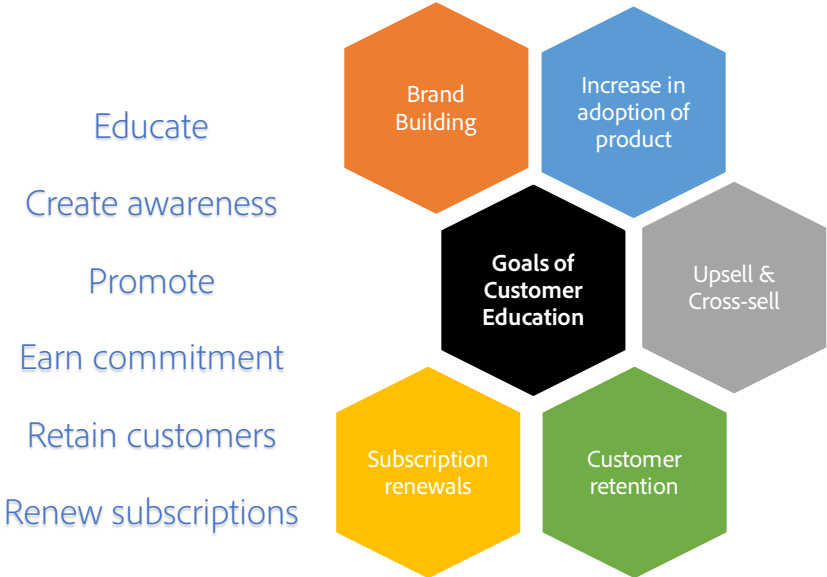 Educate
Create awareness
Promote
Earn commitment
Retain customers
Renew subscriptions
Brand
Building
Increase in
adoption of
product
Goals of
Customer
Education
Upsell &
Cross-sell
Subscription
renewals
Customer
retention